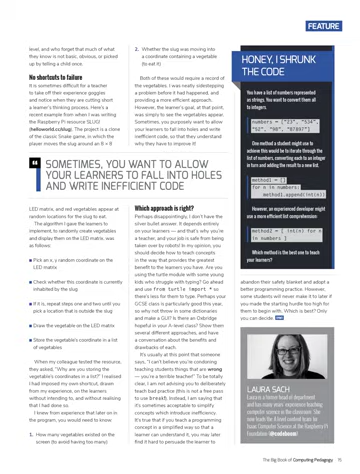 FEATURE
level, and who forget that much of what
they know is not basic, obvious, or picked
up by telling a child once.
No shortcuts to failure
It is sometimes difficult for a teacher
to take off their experience goggles
and notice when they are cutting short
a learner's thinking process. Here's a
recent example from when I was writing
the Raspberry Pi resource SLUG!
(helloworld.cc/slug). The project is a clone
of the classic Snake game, in which the
player moves the slug around an 8 × 8
SOMETIMES, YOU WANT TO ALLOW
YOUR LEARNERS TO FALL INTO HOLES
AND WRITE INEFFICIENT CODE
LED matrix, and red vegetables appear at
random locations for the slug to eat.
The algorithm I gave the learners to
implement, to randomly create vegetables
and display them on the LED matrix, was
as follows:
■ Pick an x, y random coordinate on the
LED matrix
■ Check whether this coordinate is currently
inhabited by the slug
■ If it is, repeat steps one and two until you
pick a location that is outside the slug
■ Draw the vegetable on the LED matrix
■ Store the vegetable's coordinate in a list
of vegetables
When my colleague tested the resource,
they asked, "Why are you storing the
vegetable's coordinates in a list?" I realised
I had imposed my own shortcut, drawn
from my experience, on the learners
without intending to, and without realising
that I had done so.
I knew from experience that later on in
the program, you would need to know:
1. How many vegetables existed on the
screen (to avoid having too many)
2. Whether the slug was moving into
a coordinate containing a vegetable
(to eat it)
Both of these would require a record of
the vegetables. I was neatly sidestepping
a problem before it had happened, and
providing a more efficient approach.
However, the learner's goal, at that point,
was simply to see the vegetables appear.
Sometimes, you purposely want to allow
your learners to fall into holes and write
inefficient code, so that they understand
why they have to improve it!
Which approach is right?
Perhaps disappointingly, I don't have the
silver bullet answer. It depends entirely
on your learners — and that's why you're
a teacher, and your job is safe from being
taken over by robots! In my opinion, you
should decide how to teach concepts
in the way that provides the greatest
benefit to the learners you have. Are you
using the turtle module with some young
kids who struggle with typing? Go ahead
and use from turtle import * so
there's less for them to type. Perhaps your
GCSE class is particularly good this year,
so why not throw in some dictionaries
and make a GUI? Is there an Oxbridge
hopeful in your A-level class? Show them
several different approaches, and have
a conversation about the benefits and
drawbacks of each.
It's usually at this point that someone
says, "I can't believe you're condoning
teaching students things that are wrong
— you're a terrible teacher!" To be totally
clear, I am not advising you to deliberately
teach bad practice (this is not a free pass
to use break!). Instead, I am saying that
it's sometimes acceptable to simplify
concepts which introduce inefficiency.
It's true that if you teach a programming
concept in a simplified way so that a
learner can understand it, you may later
find it hard to persuade the learner to
HONEY, I SHRUNK
THE CODE
You have a list of numbers represented
as strings. You want to convert them all
to integers:
numbers = ["23", "534",
"52", "98", "87897"]
One method a student might use to
achieve this would be to iterate through the
list of numbers, converting each to an integer
in turn and adding the result to a new list:
method1 = []
for n in numbers:
method1.append(int(n))
However, an experienced developer might
use a more efficient list comprehension:
method2 = [ int(n) for n
in numbers ]
Which method is the best one to teach
your learners?
abandon their safety blanket and adopt a
better programming practice. However,
some students will never make it to later if
you made the starting hurdle too high for
them to begin with. Which is best? Only
you can decide.
LAURA SACH
Laura is a former head of department
and has many years' experience teaching
computer science in the classroom. She
now leads the A level content team for
Isaac Computer Science at the Raspberry Pi
Foundation (@codeboom).
The Big Book of Computing Pedagogy